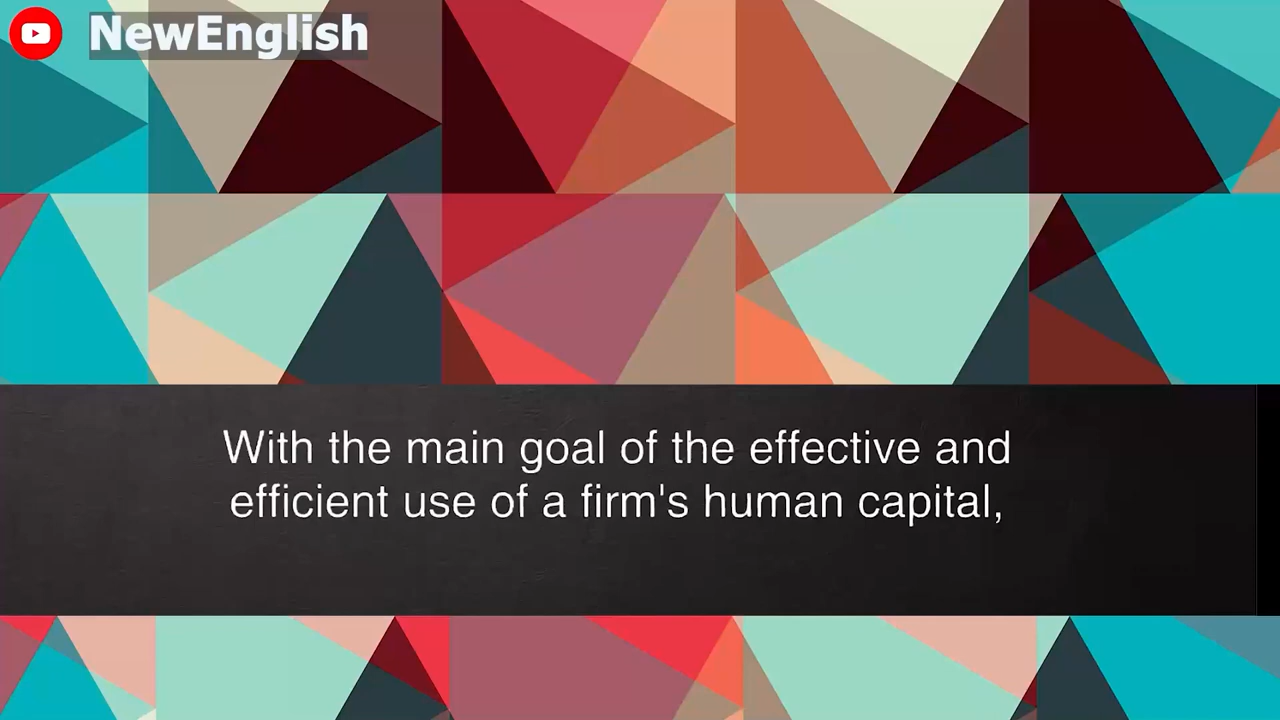 NewEnglish
With the main goal of the effective and
efficient use of a firm's human capital,